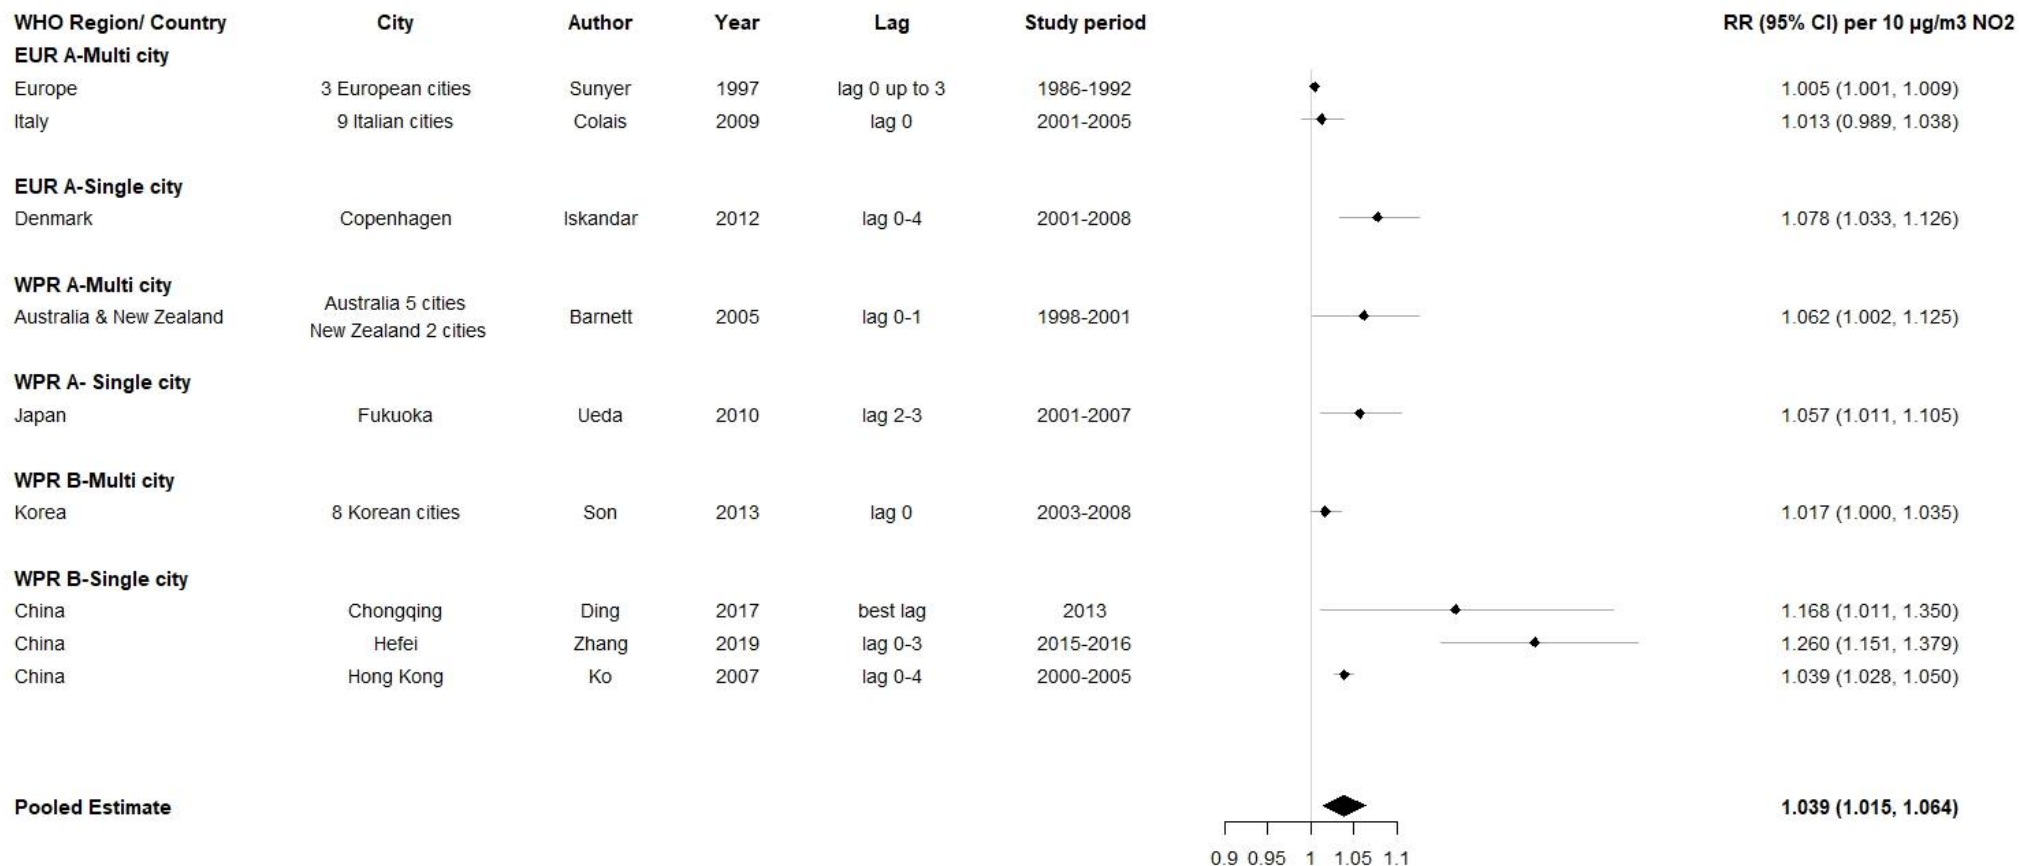 WHO Region/ Country City Author Year Lag Study period RR (95% CI) per 10 µg/m3 NO2
EUR A-Multi city
Europe 3 European cities Sunyer 1997 lag 0 up to 3 1986-1992 1.005 (1.001, 1.009)
Italy 9 Italian cities Colais 2009 lag 0 2001-2005 1.013 (0.989, 1.038)
EUR A-Single city
Denmark Copenhagen Iskandar 2012 lag 0-4 2001-2008 1.078 (1.033, 1.126)
WPR A-Multi city
Australia 5 cities
Australia & New Zealand Barnett 2005 lag 0-1 1998-2001 1.062 (1.002, 1.125)
New Zealand 2 cities
WPR A- Single city
Japan Fukuoka Ueda 2010 lag 2-3 2001-2007 1.057 (1.011, 1.105)
WPR B-Multi city
Korea 8 Korean cities Son 2013 lag 0 2003-2008 1.017 (1.000, 1.035)
WPR B-Single city
China Chongqing Ding 2017 best lag 2013 1.168 (1.011, 1.350)
China Hefei Zhang 2019 lag 0-3 2015-2016 1.260 (1.151, 1.379)
China Hong Kong Ko 2007 lag 0-4 2000-2005 1.039 (1.028, 1.050)
Pooled Estimate 1.039 (1.015, 1.064)
0.9 0.95 1 1.05 1.1